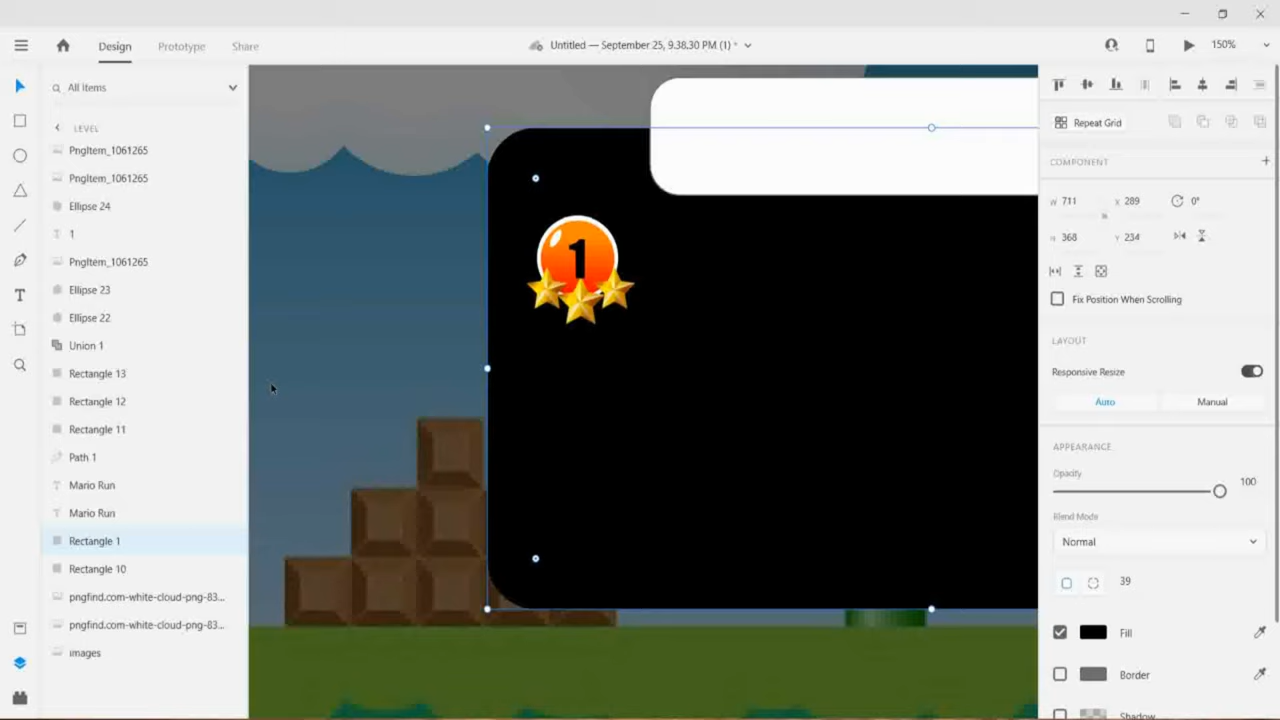 Design
Prototype
Share
Untitled — September 25, 9.38.30 PM (1) *
150%
All Items
LEVEL
PngItem_1061265
PngItem_1061265
Ellipse 24
1
PngItem_1061265
Ellipse 23
Ellipse 22
Union 1
Rectangle 13
Rectangle 12
Rectangle 11
Path 1
Mario Run
Mario Run
Rectangle 1
Rectangle 10
pngfind.com-white-cloud-png-83...
pngfind.com-white-cloud-png-83...
images
1
Repeat Grid
COMPONENT
W 711 X 289 0°
H 368 Y 234
Fix Position When Scrolling
LAYOUT
Responsive Resize
Auto Manual
APPEARANCE
Opacity
100
Blend Mode
Normal
39
Fill
Border
Shadow